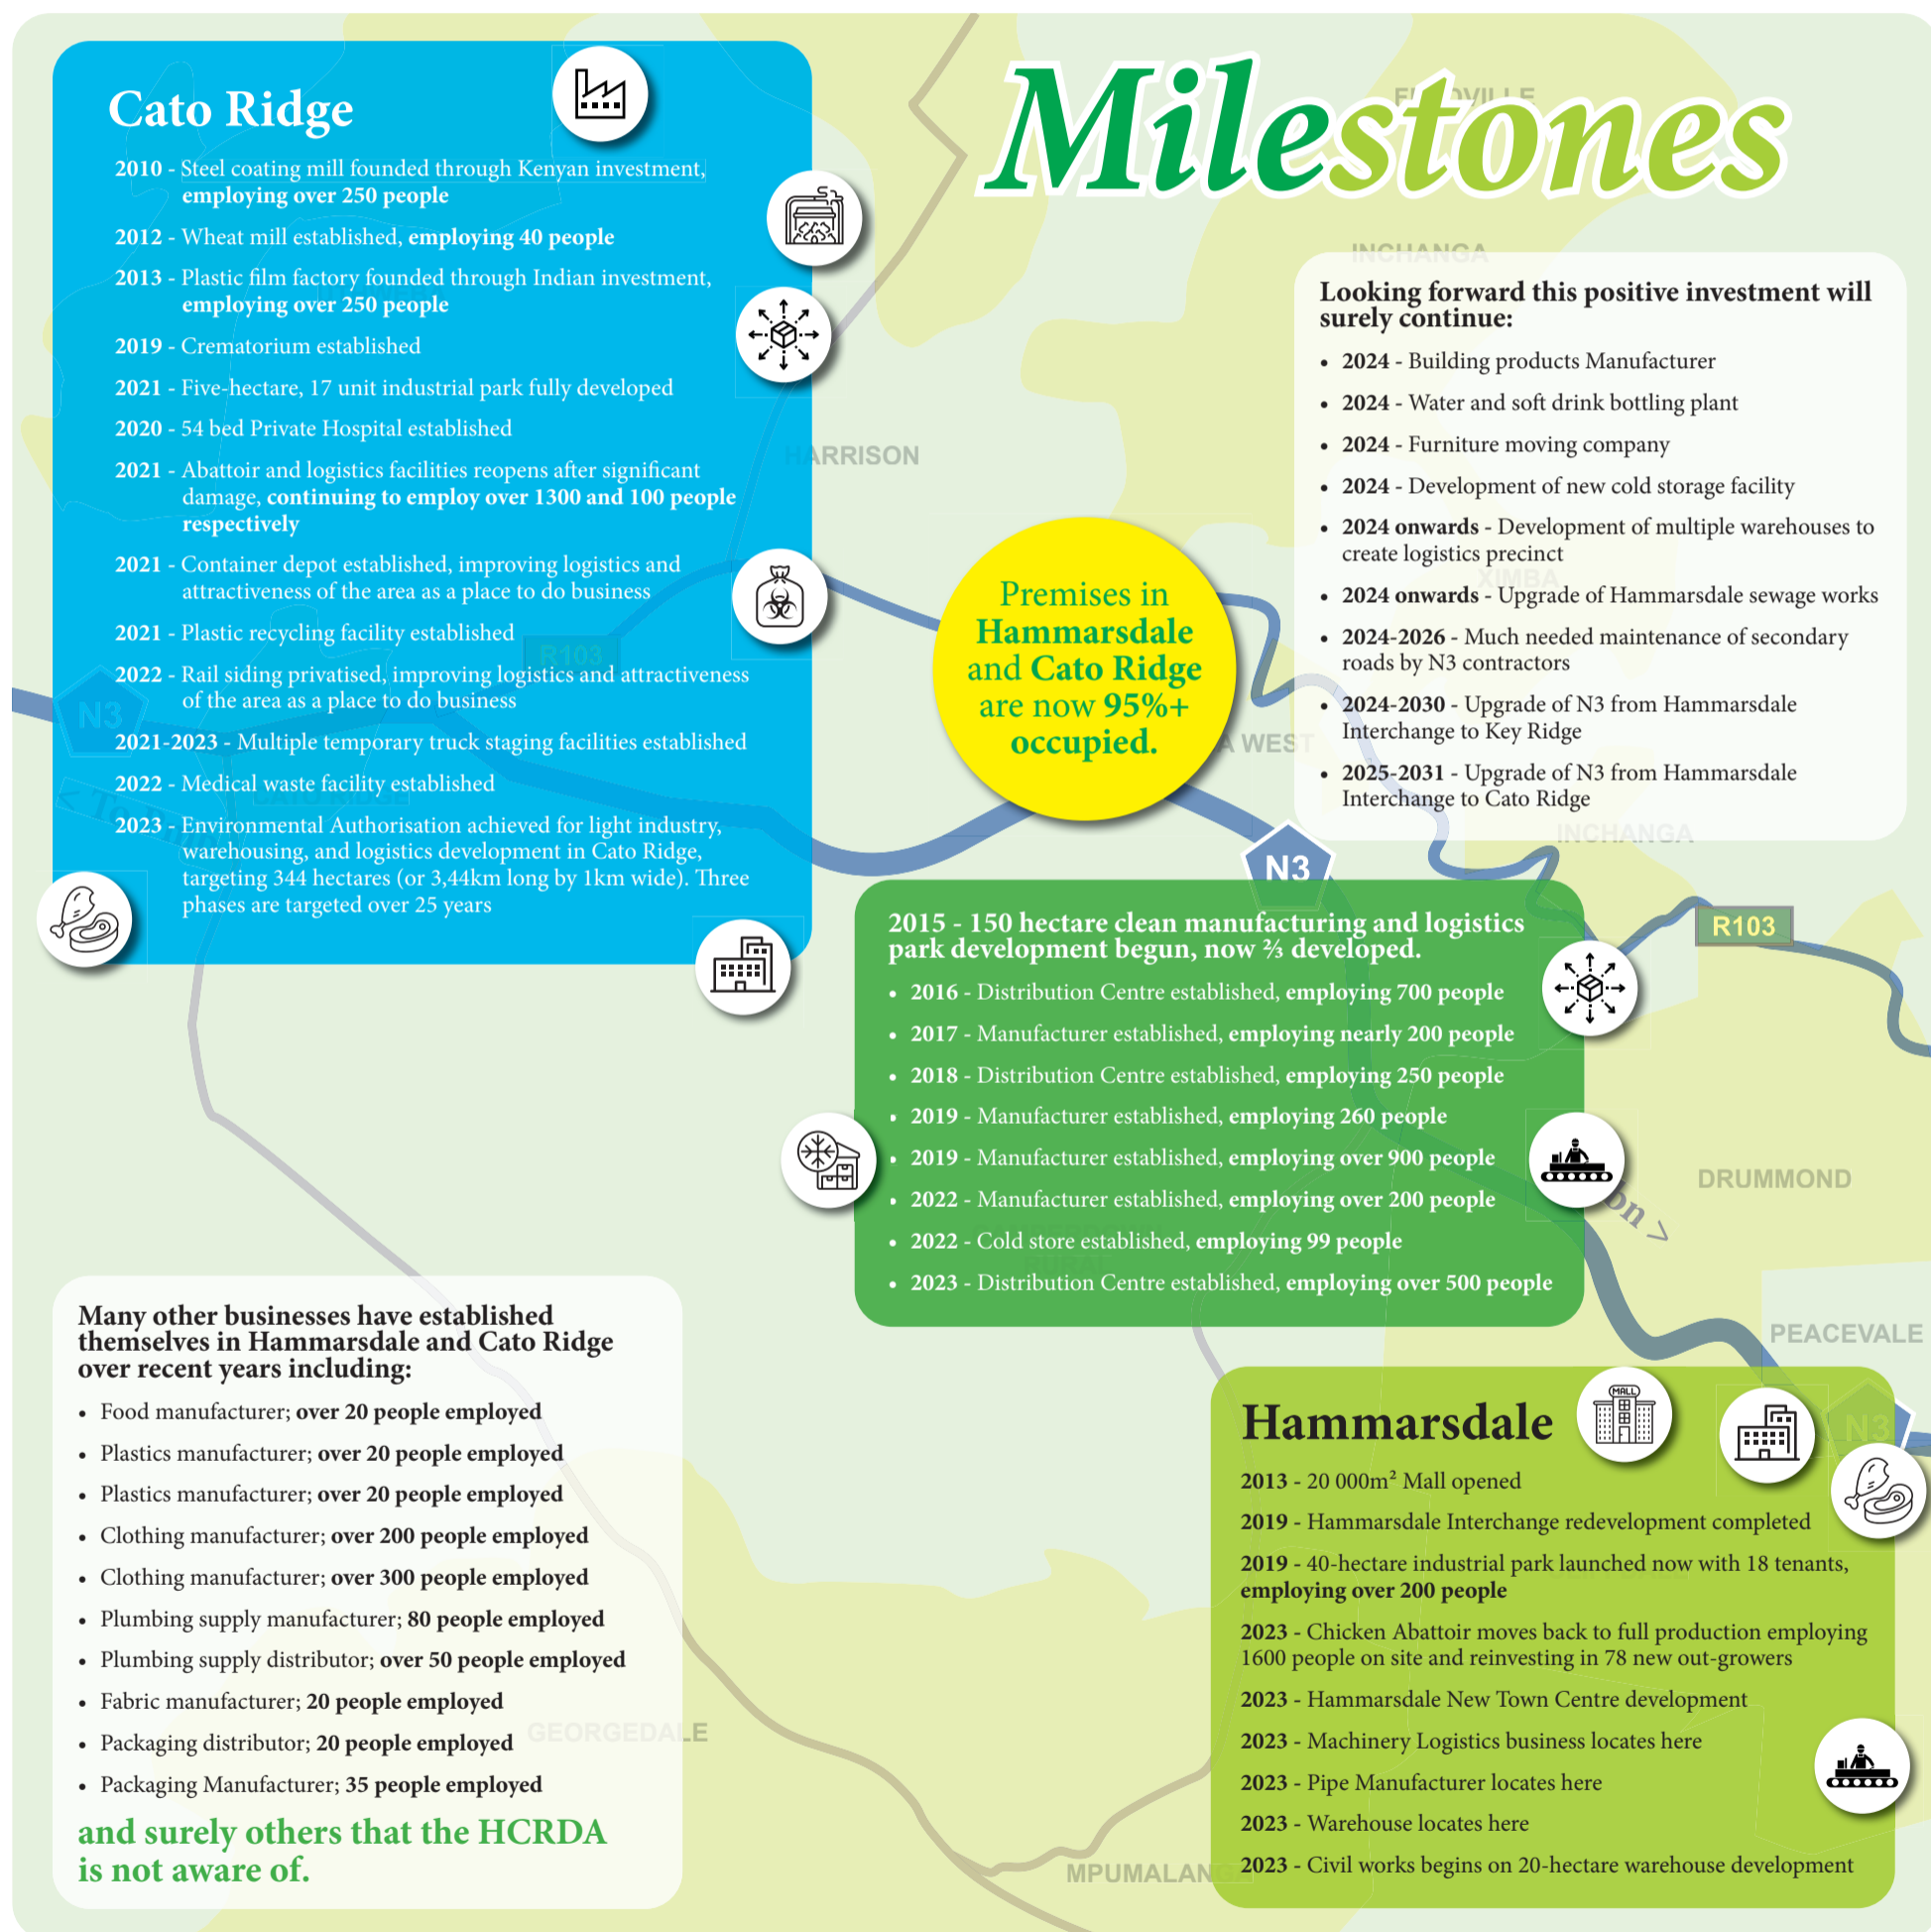 Milestones
Cato Ridge
2010 - Steel coating mill founded through Kenyan investment,
employing over 250 people
2012 - Wheat mill established, employing 40 people
2013 - Plastic film factory founded through Indian investment,
employing over 250 people
2019 - Crematorium established
2021 - Five-hectare, 17 unit industrial park fully developed
2020 - 54 bed Private Hospital established
2021 - Abattoir and logistics facilities reopens after significant
damage, continuing to employ over 1300 and 100 people
respectively
2021 - Container depot established, improving logistics and
attractiveness of the area as a place to do business
2021 - Plastic recycling facility established
2022 - Rail siding privatised, improving logistics and attractiveness
of the area as a place to do business
2021-2023 - Multiple temporary truck staging facilities established
2022 - Medical waste facility established
2023 - Environmental Authorisation achieved for light industry,
warehousing, and logistics development in Cato Ridge,
targeting 344 hectares (or 3,44km long by 1km wide). Three
phases are targeted over 25 years
R103
N3
CATO RIDGE
< To
INCHANGA
HARRISON
Looking forward this positive investment will
surely continue:
• 2024 - Building products Manufacturer
• 2024 - Water and soft drink bottling plant
• 2024 - Furniture moving company
• 2024 - Development of new cold storage facility
• 2024 onwards - Development of multiple warehouses to
create logistics precinct
• 2024 onwards - Upgrade of Hammarsdale sewage works
• 2024-2026 - Much needed maintenance of secondary
roads by N3 contractors
• 2024-2030 - Upgrade of N3 from Hammarsdale
Interchange to Key Ridge
• 2025-2031 - Upgrade of N3 from Hammarsdale
Interchange to Cato Ridge
XIMBA
Premises in
Hammarsdale
and Cato Ridge
are now 95%+
occupied.
WEST
INCHANGA
N3
R103
2015 - 150 hectare clean manufacturing and logistics
park development begun, now ⅔ developed.
• 2016 - Distribution Centre established, employing 700 people
• 2017 - Manufacturer established, employing nearly 200 people
• 2018 - Distribution Centre established, employing 250 people
• 2019 - Manufacturer established, employing 260 people
• 2019 - Manufacturer established, employing over 900 people
• 2022 - Manufacturer established, employing over 200 people
• 2022 - Cold store established, employing 99 people
• 2023 - Distribution Centre established, employing over 500 people
RURAL
DRUMMOND
on >
PEACEVALE
Many other businesses have established
themselves in Hammarsdale and Cato Ridge
over recent years including:
• Food manufacturer; over 20 people employed
• Plastics manufacturer; over 20 people employed
• Plastics manufacturer; over 20 people employed
• Clothing manufacturer; over 200 people employed
• Clothing manufacturer; over 300 people employed
• Plumbing supply manufacturer; 80 people employed
• Plumbing supply distributor; over 50 people employed
• Fabric manufacturer; 20 people employed
• Packaging distributor; 20 people employed
• Packaging Manufacturer; 35 people employed
and surely others that the HCRDA
is not aware of.
GEORGEDALE
Hammarsdale
MALL
N3
2013 - 20 000m² Mall opened
2019 - Hammarsdale Interchange redevelopment completed
2019 - 40-hectare industrial park launched now with 18 tenants,
employing over 200 people
2023 - Chicken Abattoir moves back to full production employing
1600 people on site and reinvesting in 78 new out-growers
2023 - Hammarsdale New Town Centre development
2023 - Machinery Logistics business locates here
2023 - Pipe Manufacturer locates here
2023 - Warehouse locates here
2023 - Civil works begins on 20-hectare warehouse development
MPUMALANGA